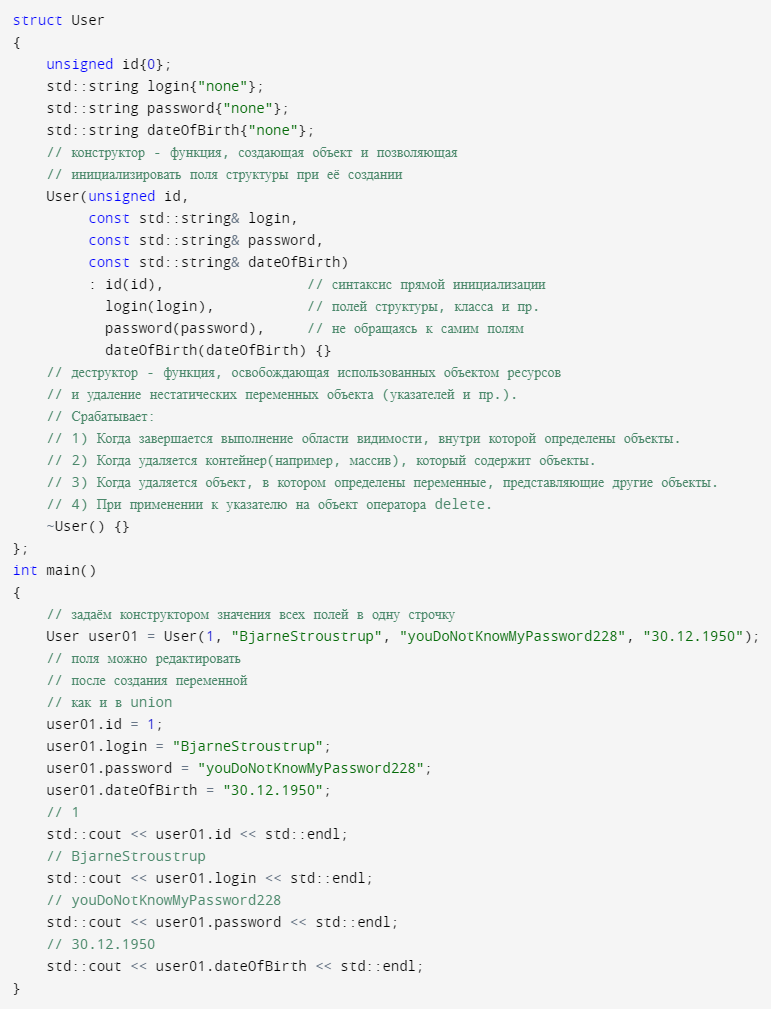 struct User
{
    unsigned id{0};
    std::string login{"none"};
    std::string password{"none"};
    std::string dateOfBirth{"none"};
    // конструктор - функция, создающая объект и позволяющая
    // инициализировать поля структуры при её создании
    User(unsigned id,
         const std::string& login,
         const std::string& password,
         const std::string& dateOfBirth)
         : id(id),                 // синтаксис прямой инициализации
           login(login),           // полей структуры, класса и пр.
           password(password),     // не обращаясь к самим полям
           dateOfBirth(dateOfBirth) {}
    // деструктор - функция, освобождающая использованных объектом ресурсов
    // и удаление нестатических переменных объекта (указателей и пр.).
    // Срабатывает:
    // 1) Когда завершается выполнение области видимости, внутри которой определены объекты.
    // 2) Когда удаляется контейнер(например, массив), который содержит объекты.
    // 3) Когда удаляется объект, в котором определены переменные, представляющие другие объекты.
    // 4) При применении к указателю на объект оператора delete.
    ~User() {}
};
int main()
{
    // задаём конструктором значения всех полей в одну строчку
    User user01 = User(1, "BjarneStroustrup", "youDoNotKnowMyPassword228", "30.12.1950");
    // поля можно редактировать
    // после создания переменной
    // как и в union
    user01.id = 1;
    user01.login = "BjarneStroustrup";
    user01.password = "youDoNotKnowMyPassword228";
    user01.dateOfBirth = "30.12.1950";
    // 1
    std::cout << user01.id << std::endl;
    // BjarneStroustrup
    std::cout << user01.login << std::endl;
    // youDoNotKnowMyPassword228
    std::cout << user01.password << std::endl;
    // 30.12.1950
    std::cout << user01.dateOfBirth << std::endl;
}